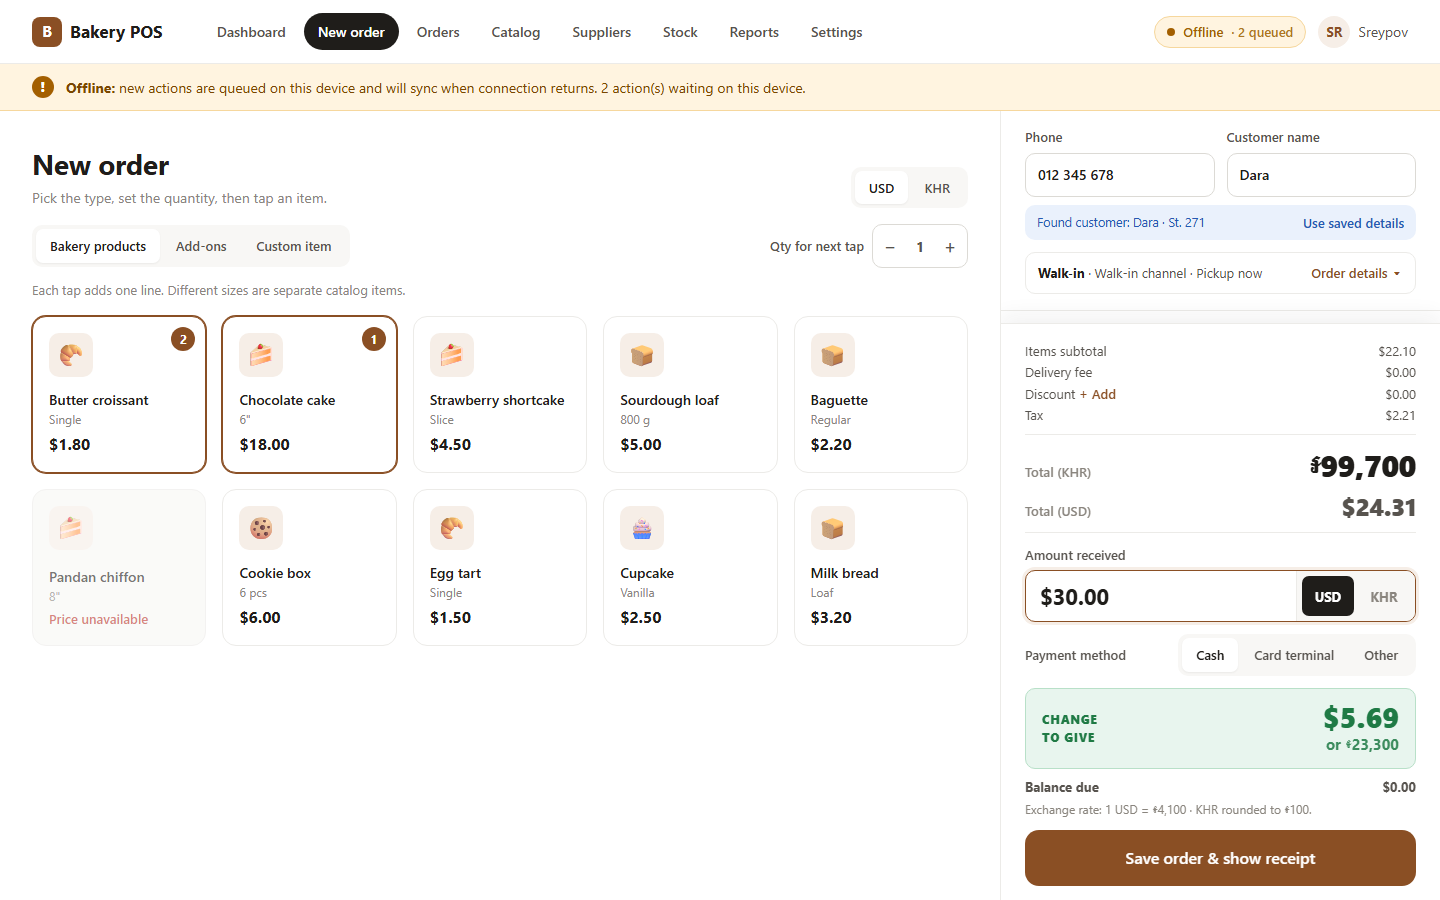 B Bakery POS Dashboard New order Orders Catalog Suppliers Stock Reports Settings Offline · 2 queued SR Sreypov
! Offline: new actions are queued on this device and will sync when connection returns. 2 action(s) waiting on this device.
New order
Pick the type, set the quantity, then tap an item.
USD KHR
Bakery products Add-ons Custom item
Qty for next tap − 1 +
Each tap adds one line. Different sizes are separate catalog items.
2
Butter croissant
Single
$1.80
1
Chocolate cake
6"
$18.00
Strawberry shortcake
Slice
$4.50
Sourdough loaf
800 g
$5.00
Baguette
Regular
$2.20
Pandan chiffon
8"
Price unavailable
Cookie box
6 pcs
$6.00
Egg tart
Single
$1.50
Cupcake
Vanilla
$2.50
Milk bread
Loaf
$3.20
Phone Customer name
012 345 678 Dara
Found customer: Dara · St. 271 Use saved details
Walk-in · Walk-in channel · Pickup now Order details
Items subtotal $22.10
Delivery fee $0.00
Discount + Add $0.00
Tax $2.21
Total (KHR) ៛99,700
Total (USD) $24.31
Amount received
$30.00 USD KHR
Payment method Cash Card terminal Other
CHANGE
TO GIVE
$5.69
or ៛23,300
Balance due $0.00
Exchange rate: 1 USD = ៛4,100 · KHR rounded to ៛100.
Save order & show receipt